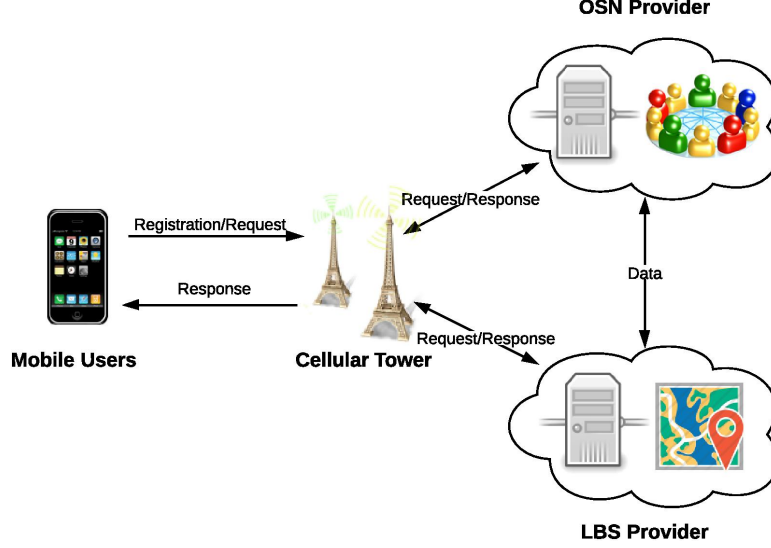 OSN Provider
Request/Response
Registration/Request
Data
Response
Request/Response
Mobile Users
Cellular Tower
LBS Provider